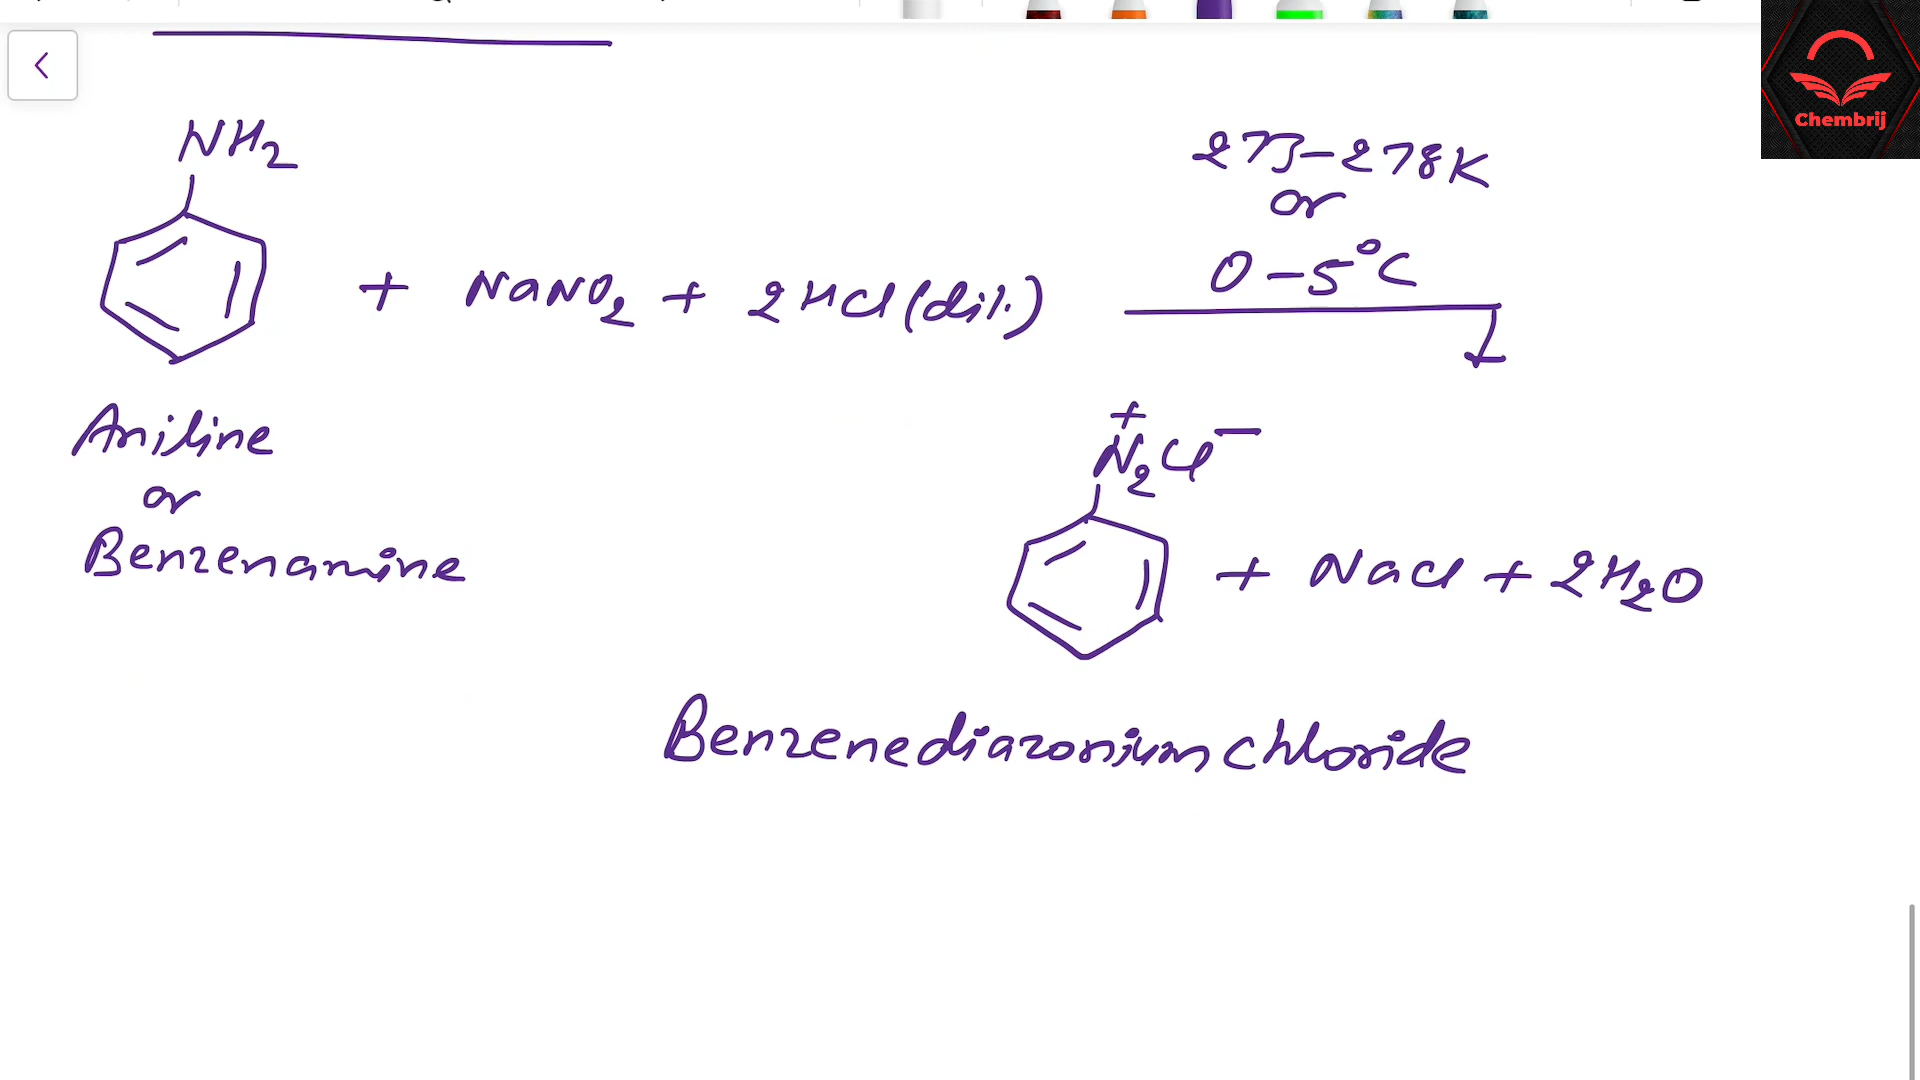 Chembrij
NH2
273-278K
or
0-5°C
+ NaNO2 + 2HCl (dil.)
Aniline
or
Benzenamine
+
N2Cl-
+ NaCl + 2H2O
Benzenediazonium chloride